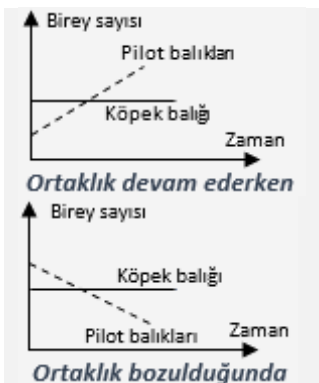 Birey sayısı
Pilot balıkları
Köpek balığı
Zaman
Ortaklık devam ederken
Birey sayısı
Köpek balığı
Pilot balıkları
Zaman
Ortaklık bozulduğunda